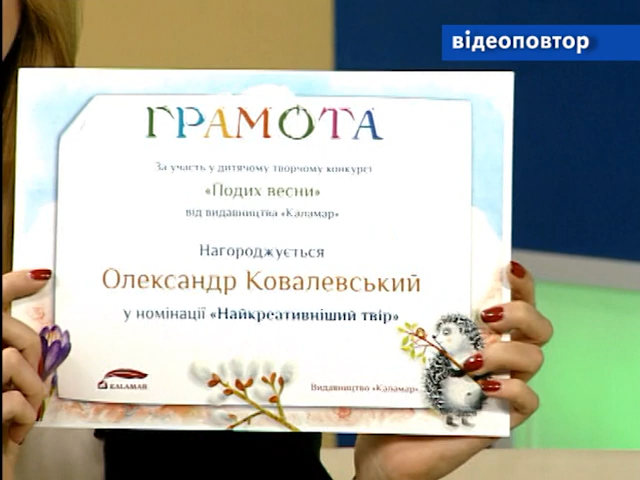 відеоповтор
ГРАМОТА
За участь у дитячому творчому конкурсі
«Подих весни»
від видавництва «Каламар»
Нагороджується
Олександр Ковалевський
у номінації «Найкреативніший твір»
KALAMAR
Видавництво «Каламар»